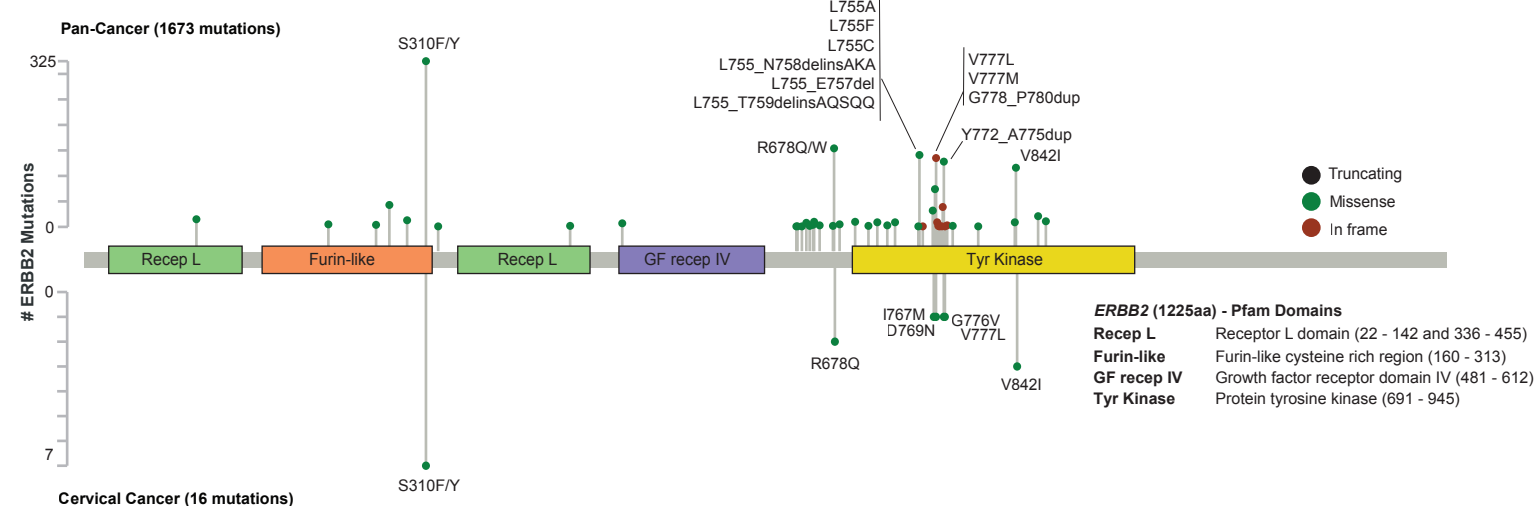 L755A
Pan-Cancer (1673 mutations)
L755F
S310F/Y
L755C
325
L755_N758delinsAKA
V777L
L755_E757del
V777M
L755_T759delinsAQSQQ
G778_P780dup
Y772_A775dup
R678Q/W
V842I
Truncating
Missense
In frame
# ERBB2 Mutations
0
Recep L
Furin-like
Recep L
GF recep IV
Tyr Kinase
0
I767M
G776V
D769N
V777L
R678Q
V842I
7
S310F/Y
Cervical Cancer (16 mutations)
ERBB2 (1225aa) - Pfam Domains
Recep L Receptor L domain (22 - 142 and 336 - 455)
Furin-like Furin-like cysteine rich region (160 - 313)
GF recep IV Growth factor receptor domain IV (481 - 612)
Tyr Kinase Protein tyrosine kinase (691 - 945)